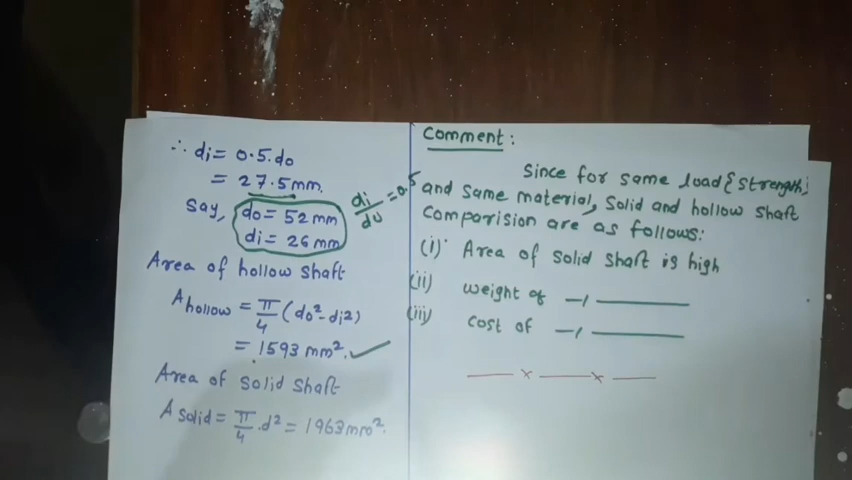 ∴ di = 0.5.do
= 27.5mm.
Say, do = 52 mm
di = 26 mm
di/do = 0.5
Area of hollow shaft
A hollow = π/4 (do² - di²)
= 1593 mm².
Area of solid shaft
A solid = π/4 . d² = 1963 mm².
Comment:
Since for same load {strength;
and same material, solid and hollow shaft
comparision are as follows:
(i) Area of solid shaft is high
(ii) weight of —〃————
(iii) cost of —〃————
—— x —— x ——